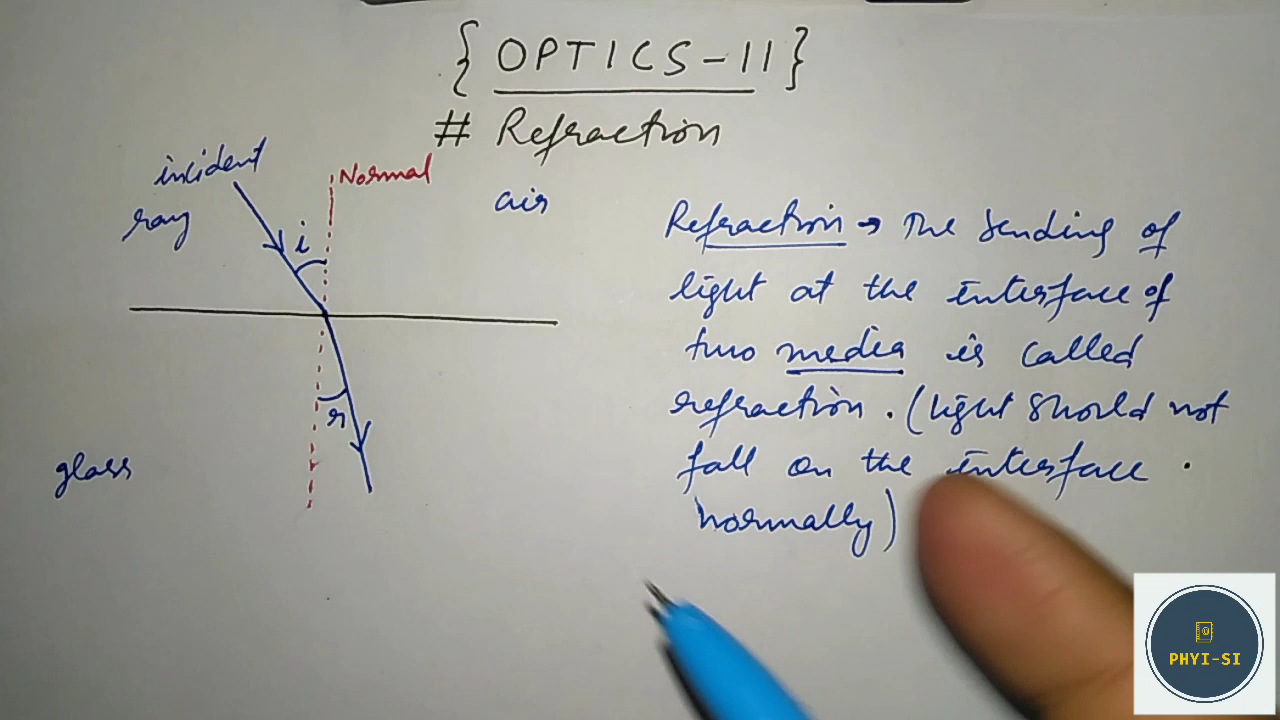 { OPTICS-11 }
# Refraction
incident
ray
Normal
air
i
r
glass
Refraction → The bending of
light at the interface of
two media is called
refraction. (light should not
fall on the interface.
normally)
PHYI-SI